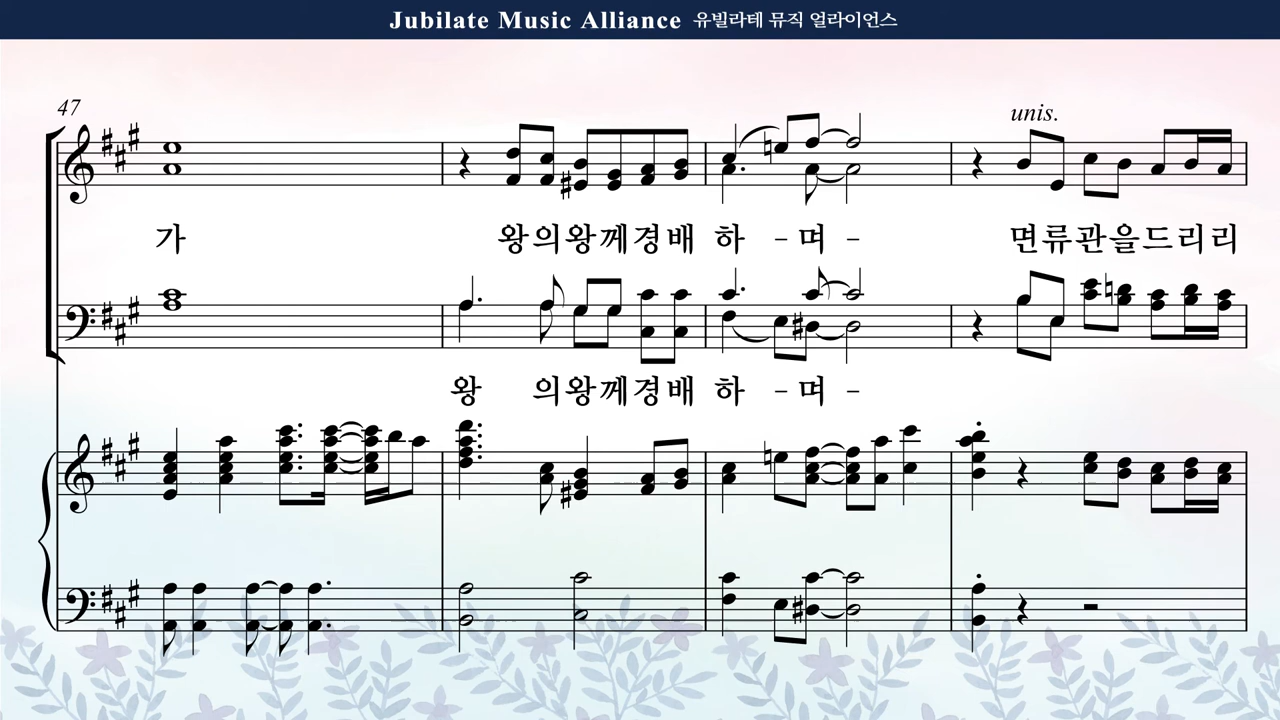 Jubilate Music Alliance 유빌라테 뮤직 얼라이언스
47
unis.
가 왕의왕께경배 하 - 며 - 면류관을드리리
왕 의왕께경배 하 - 며 -